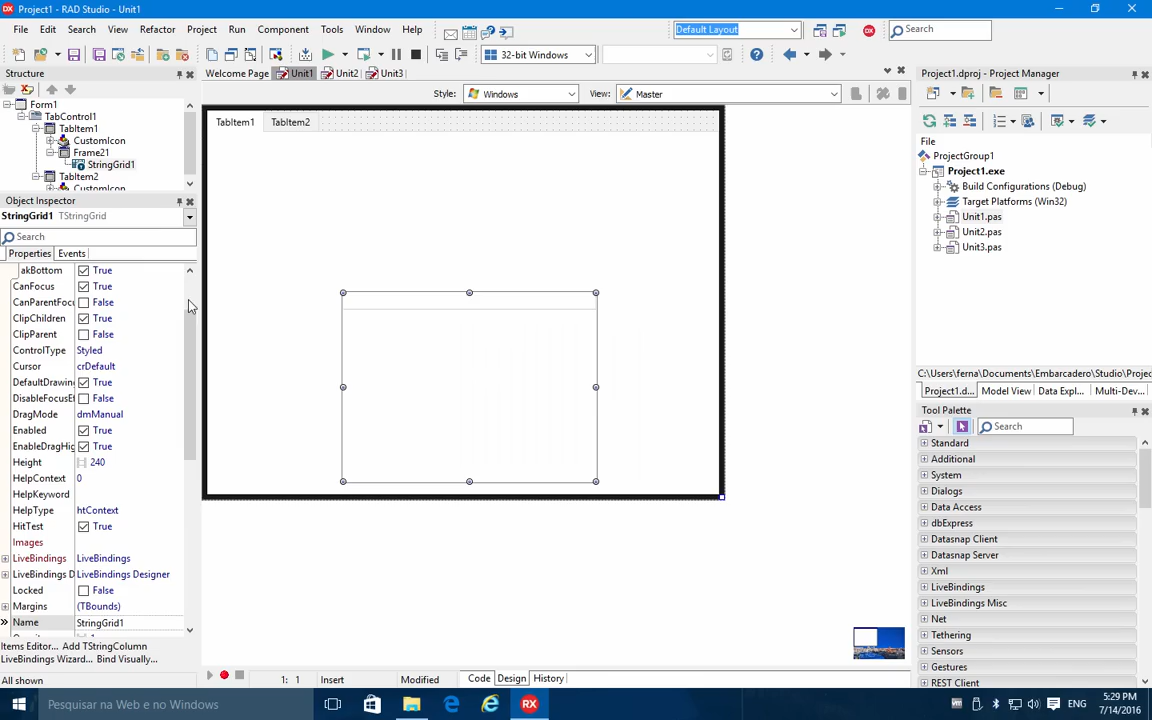 Project1 - RAD Studio - Unit1
File Edit Search View Refactor Project Run Component Tools Window Help
Default Layout
Search
32-bit Windows
Structure
Welcome Page Unit1 Unit2 Unit3
Project1.dproj - Project Manager
Style: Windows View: Master
Form1
TabControl1
TabItem1
CustomIcon
Frame21
StringGrid1
TabItem2
CustomIcon
TabItem1 TabItem2
File
ProjectGroup1
Project1.exe
Build Configurations (Debug)
Target Platforms (Win32)
Unit1.pas
Unit2.pas
Unit3.pas
Object Inspector
StringGrid1 TStringGrid
Search
Properties Events
akBottom True
CanFocus True
CanParentFocu False
ClipChildren True
ClipParent False
ControlType Styled
Cursor crDefault
DefaultDrawing True
DisableFocusEf False
DragMode dmManual
Enabled True
EnableDragHig True
Height 240
HelpContext 0
HelpKeyword
HelpType htContext
HitTest True
Images
LiveBindings LiveBindings
LiveBindings D LiveBindings Designer
Locked False
Margins (TBounds)
Name StringGrid1
Items Editor... Add TStringColumn
LiveBindings Wizard... Bind Visually...
All shown
C:\Users\ferna\Documents\Embarcadero\Studio\Project
Project1.d... Model View Data Expl... Multi-Dev...
Tool Palette
Search
Standard
Additional
System
Dialogs
Data Access
dbExpress
Datasnap Client
Datasnap Server
Xml
LiveBindings
LiveBindings Misc
Net
Tethering
Sensors
Gestures
REST Client
1: 1 Insert Modified Code Design History
Pesquisar na Web e no Windows
RX
ENG
5:29 PM
7/14/2016